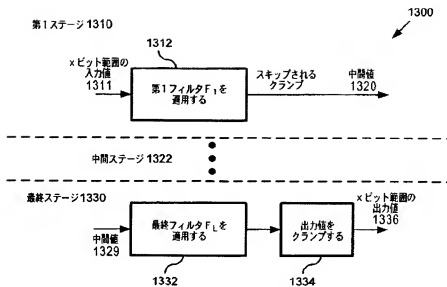 1300
第1ステージ 1310
1312
xビット範囲の
入力値
1311
第1フィルタF1を
適用する
スキップされる
クランプ
中間値
1320
中間ステージ 1322
最終ステージ 1330
xビット範囲の
出力値
1336
中間値
1329
最終フィルタFLを
適用する
出力値を
クランプする
1332
1334